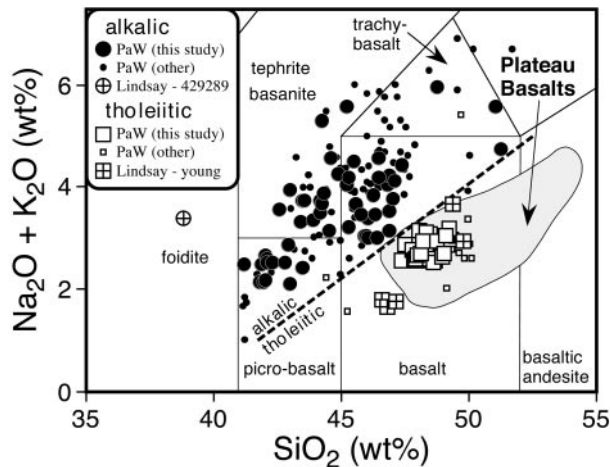 alkalic
PaW (this study)
PaW (other)
Lindsay - 429289
tholeiitic
PaW (this study)
PaW (other)
Lindsay - young
trachy-
basalt
tephrite
basanite
Plateau
Basalts
foidite
alkalic
tholeiitic
picro-basalt
basalt
basaltic
andesite
0
2
4
6
Na₂O + K₂O (wt%)
35
40
45
50
55
SiO₂ (wt%)